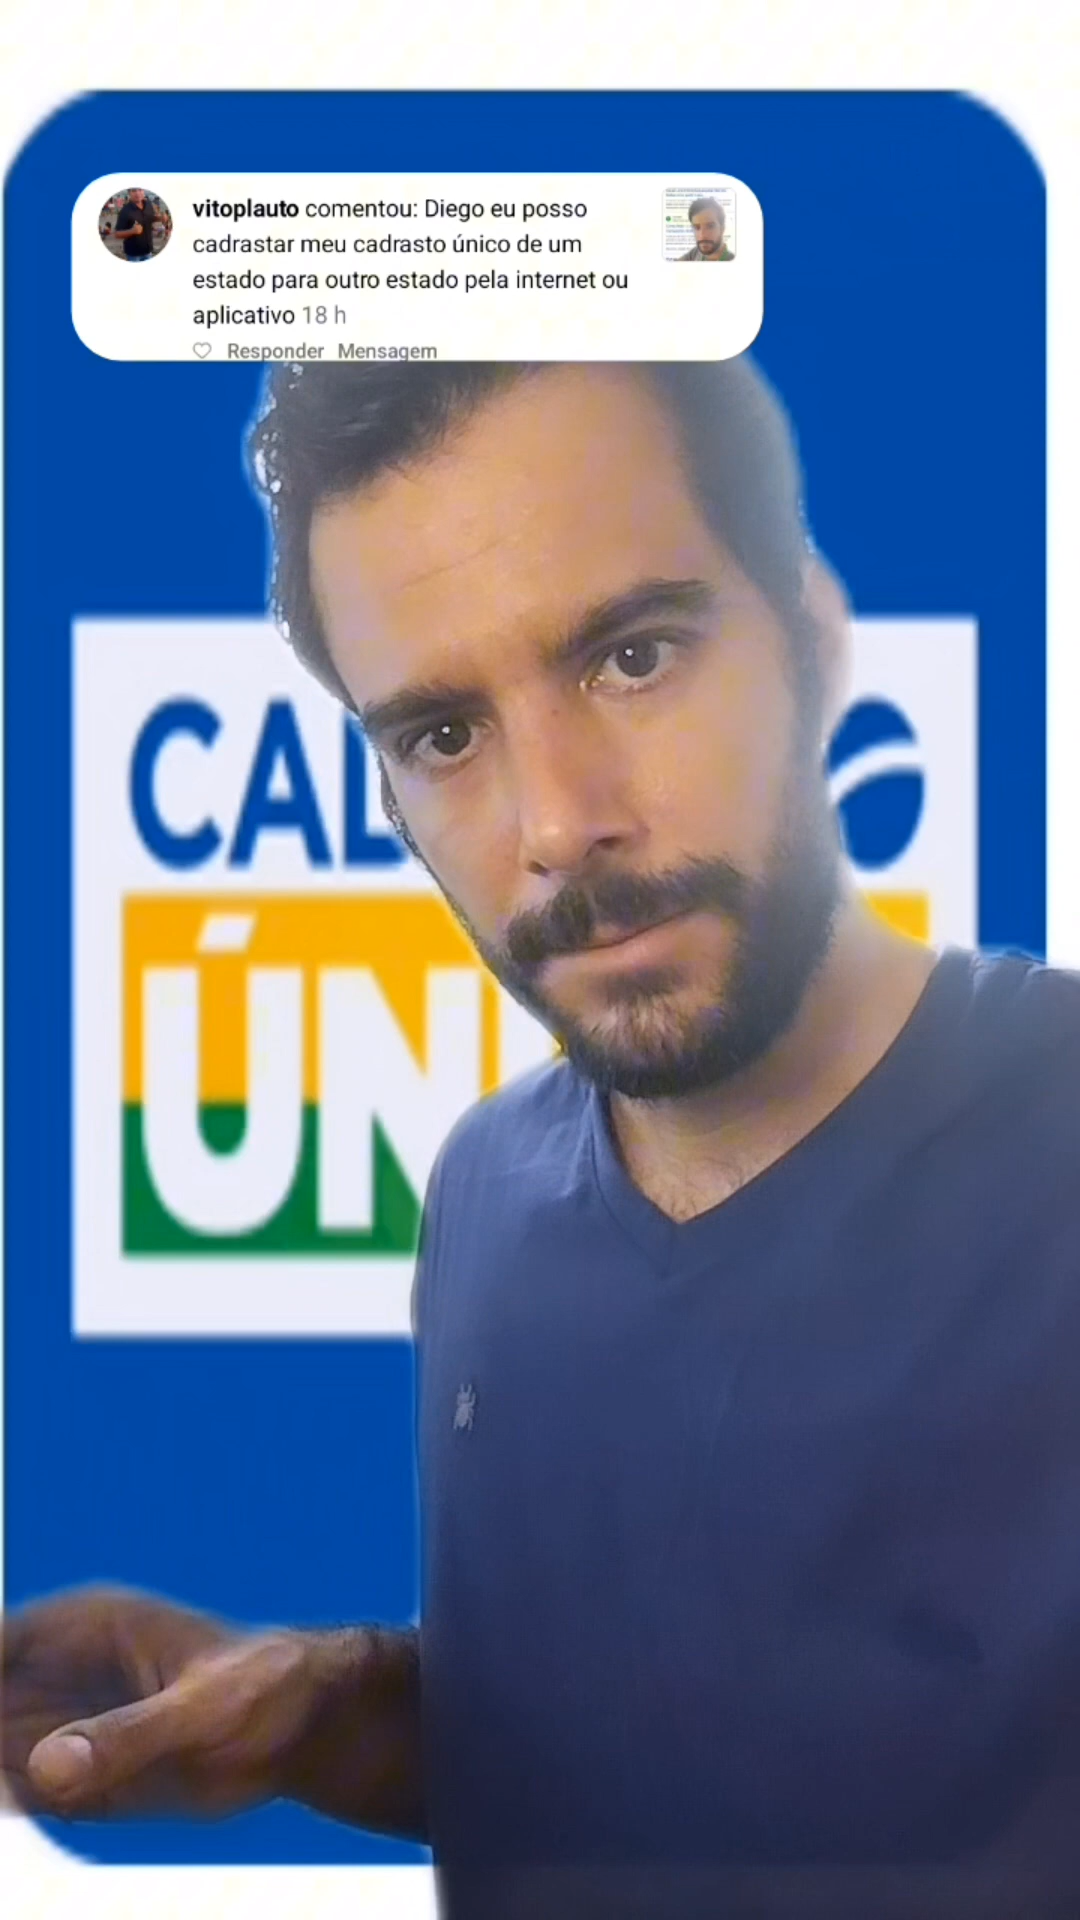 vitoplauto comentou: Diego eu posso
cadrastar meu cadrasto único de um
estado para outro estado pela internet ou
aplicativo 18 h
Responder Mensagem
CAD
ÚN